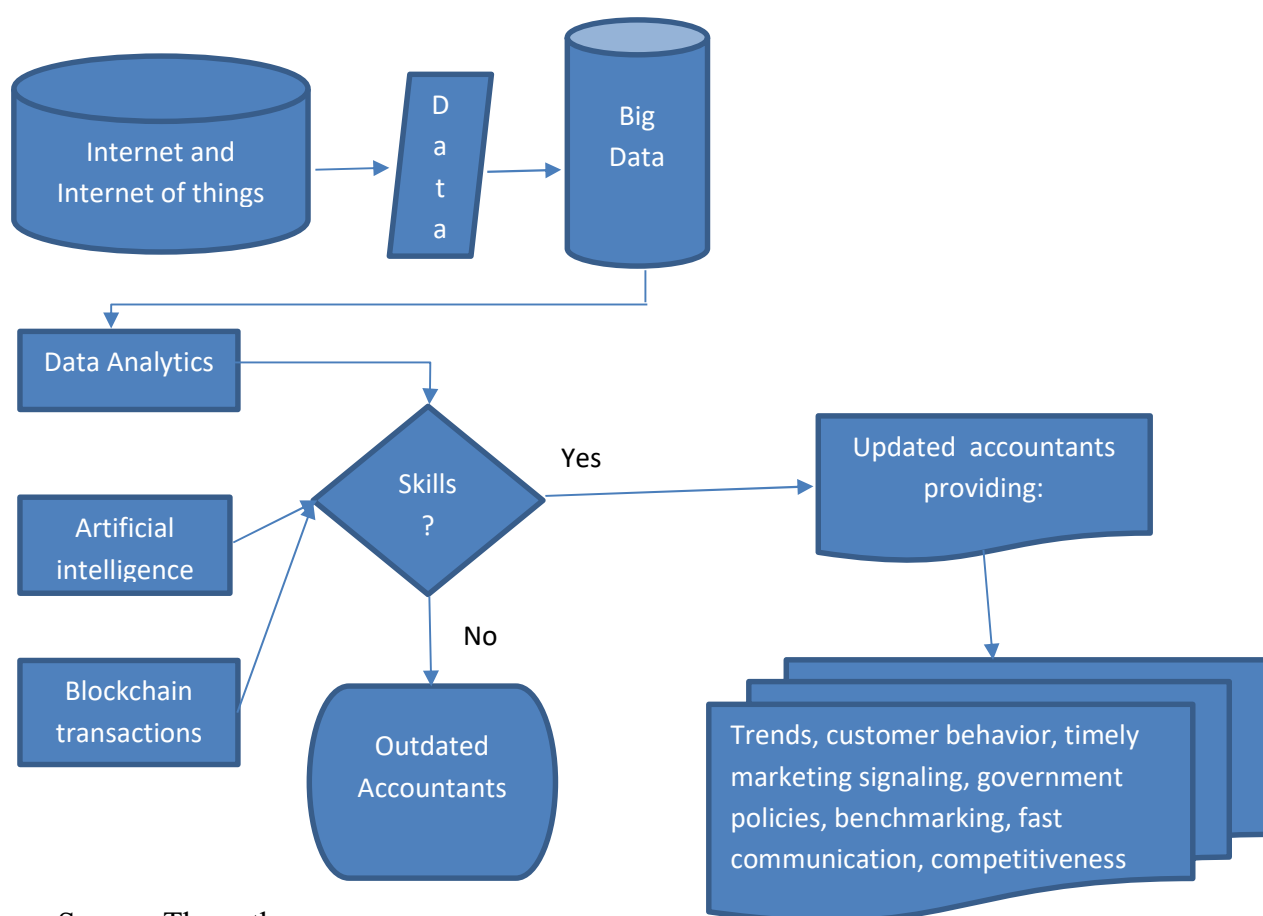 Internet and
Internet of things
D
a
t
a
Big
Data
Data Analytics
Skills
?
Yes
Updated accountants
providing:
Artificial
intelligence
No
Blockchain
transactions
Outdated
Accountants
Trends, customer behavior, timely
marketing signaling, government
policies, benchmarking, fast
communication, competitiveness